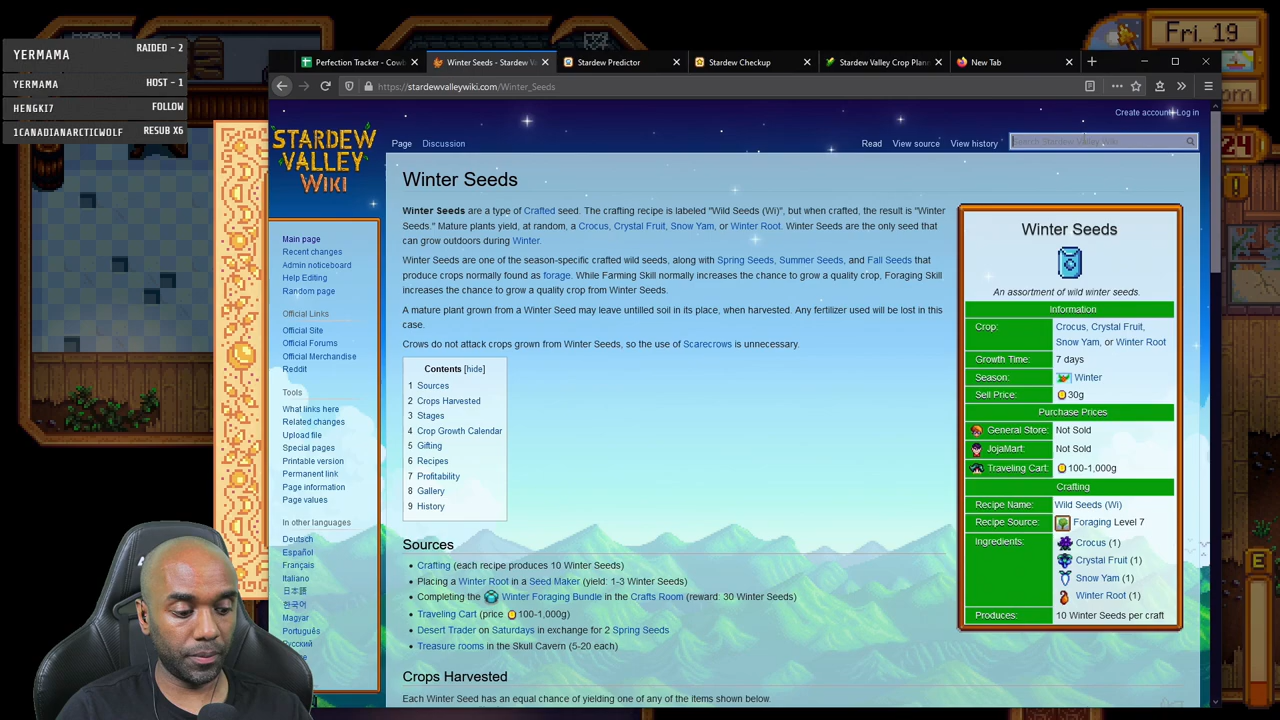 YERMAMA RAIDED - 2
YERMAMA HOST - 1
HENGKI7 FOLLOW
1CANADIANARCTICWOLF RESUB X6
Fri. 19
Perfection Tracker - Cowb
Winter Seeds - Stardew V
Stardew Predictor
Stardew Checkup
Stardew Valley Crop Plann
New Tab
https://stardewvalleywiki.com/Winter_Seeds
Create account Log in
STARDEW
VALLEY
WIKI
Page Discussion Read View source View history Search Stardew Valley Wiki
Main page
Recent changes
Admin noticeboard
Help Editing
Random page
Official Links
Official Site
Official Forums
Official Merchandise
Reddit
Tools
What links here
Related changes
Upload file
Special pages
Printable version
Permanent link
Page information
Page values
In other languages
Deutsch
Español
Français
Italiano
日本語
한국어
Magyar
Português
Русский
Winter Seeds
Winter Seeds are a type of Crafted seed. The crafting recipe is labeled "Wild Seeds (Wi)", but when crafted, the result is "Winter
Seeds." Mature plants yield, at random, a Crocus, Crystal Fruit, Snow Yam, or Winter Root. Winter Seeds are the only seed that
can grow outdoors during Winter.
Winter Seeds are one of the season-specific crafted wild seeds, along with Spring Seeds, Summer Seeds, and Fall Seeds that
produce crops normally found as forage. While Farming Skill normally increases the chance to grow a quality crop, Foraging Skill
increases the chance to grow a quality crop from Winter Seeds.
A mature plant grown from a Winter Seed may leave untilled soil in its place, when harvested. Any fertilizer used will be lost in this
case.
Crows do not attack crops grown from Winter Seeds, so the use of Scarecrows is unnecessary.
Contents [hide]
1 Sources
2 Crops Harvested
3 Stages
4 Crop Growth Calendar
5 Gifting
6 Recipes
7 Profitability
8 Gallery
9 History
Sources
Crafting (each recipe produces 10 Winter Seeds)
Placing a Winter Root in a Seed Maker (yield: 1-3 Winter Seeds)
Completing the Winter Foraging Bundle in the Crafts Room (reward: 30 Winter Seeds)
Traveling Cart (price 100-1,000g)
Desert Trader on Saturdays in exchange for 2 Spring Seeds
Treasure rooms in the Skull Cavern (5-20 each)
Crops Harvested
Each Winter Seed has an equal chance of yielding one of any of the items shown below.
Winter Seeds
An assortment of wild winter seeds.
Information
Crop: Crocus, Crystal Fruit,
Snow Yam, or Winter Root
Growth Time: 7 days
Season: Winter
Sell Price: 30g
Purchase Prices
General Store: Not Sold
JojaMart: Not Sold
Traveling Cart: 100-1,000g
Crafting
Recipe Name: Wild Seeds (Wi)
Recipe Source: Foraging Level 7
Ingredients: Crocus (1)
Crystal Fruit (1)
Snow Yam (1)
Winter Root (1)
Produces: 10 Winter Seeds per craft
E